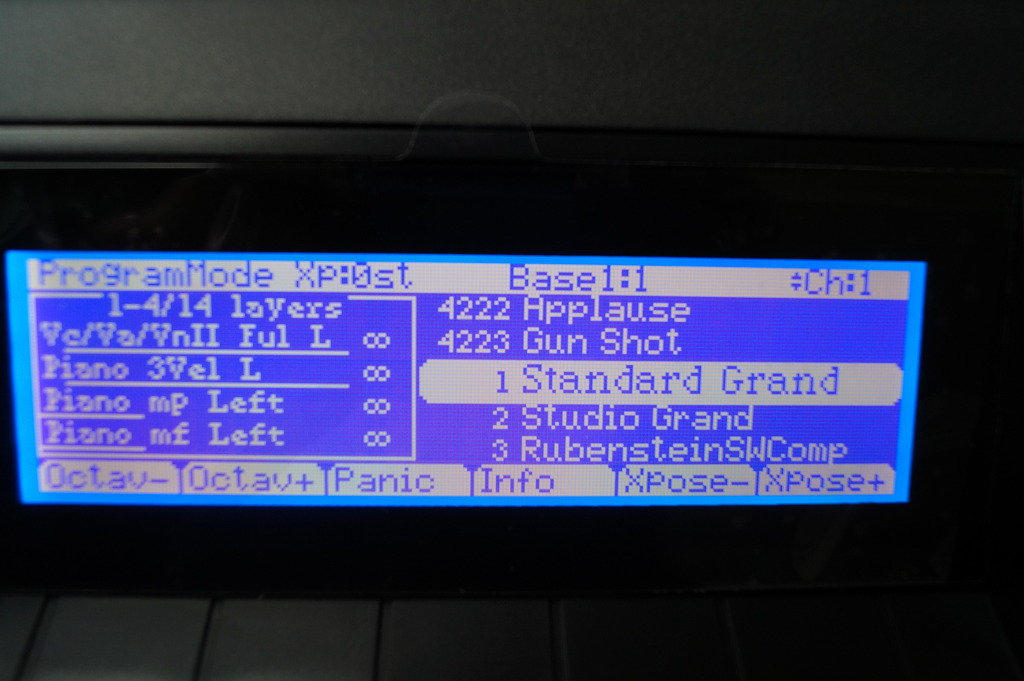 ProgramMode Xp:0st Base1:1 ÷Ch:1
1-4/14 layers
Vc/Va/VnII Ful L ∞
Piano 3Vel L ∞
Piano mp Left ∞
Piano mf Left ∞
4222 Applause
4223 Gun Shot
1 Standard Grand
2 Studio Grand
3 RubensteinSWComp
Octav- Octav+ Panic Info Xpose- Xpose+